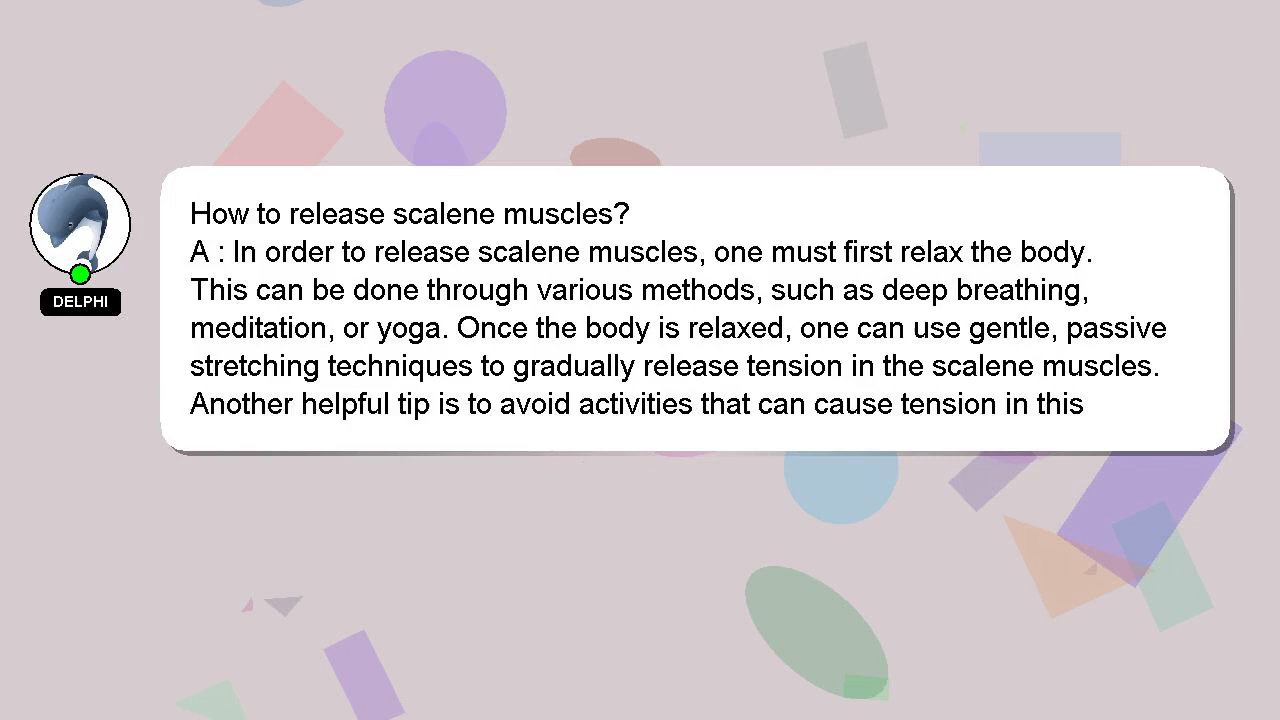 How to release scalene muscles?
A : In order to release scalene muscles, one must first relax the body.
This can be done through various methods, such as deep breathing,
meditation, or yoga. Once the body is relaxed, one can use gentle, passive
stretching techniques to gradually release tension in the scalene muscles.
Another helpful tip is to avoid activities that can cause tension in this
DELPHI